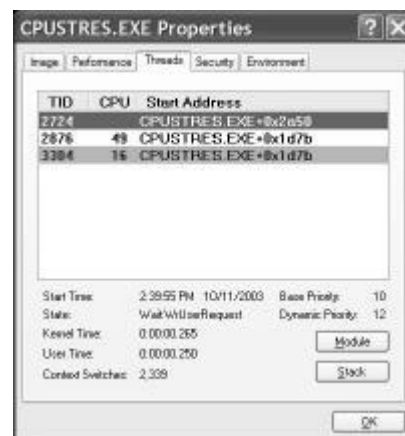 CPUSTRES.EXE Properties
Image Performance Threads Security Environment
TID CPU Start Address
2724 CPUSTRES.EXE+0x2a50
2876 49 CPUSTRES.EXE+0x1d7b
3304 16 CPUSTRES.EXE+0x1d7b
Start Time: 2:39:55 PM 10/11/2003 Base Priority: 10
State: Wait:WrUserRequest Dynamic Priority: 12
Kernel Time: 0:00:00.265
User Time: 0:00:00.250
Module
Context Switches: 2,339
Stack
OK